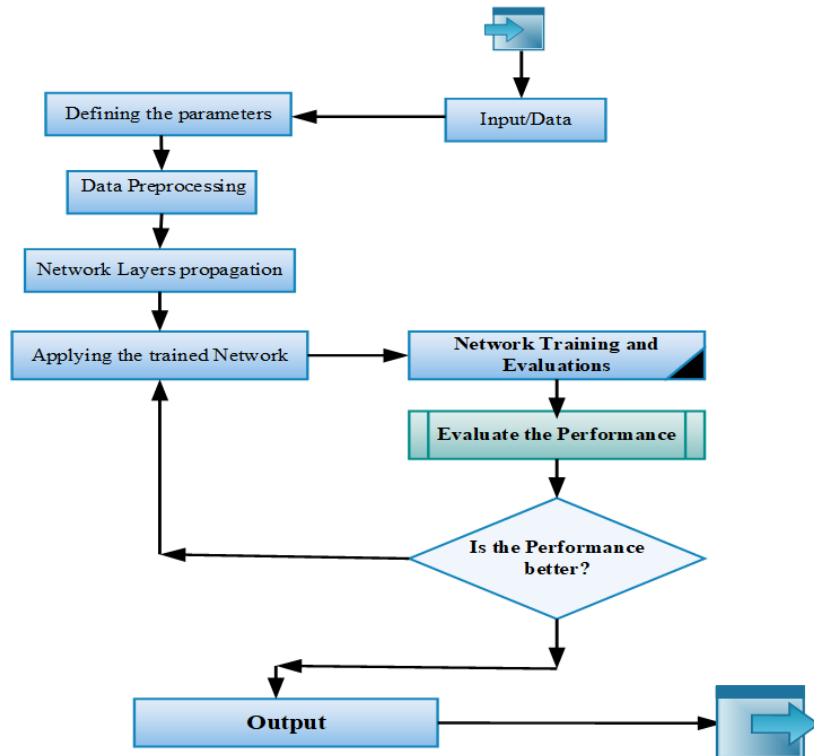 Input/Data
Defining the parameters
Data Preprocessing
Network Layers propagation
Applying the trained Network
Network Training and
Evaluations
Evaluate the Performance
Is the Performance
better?
Output